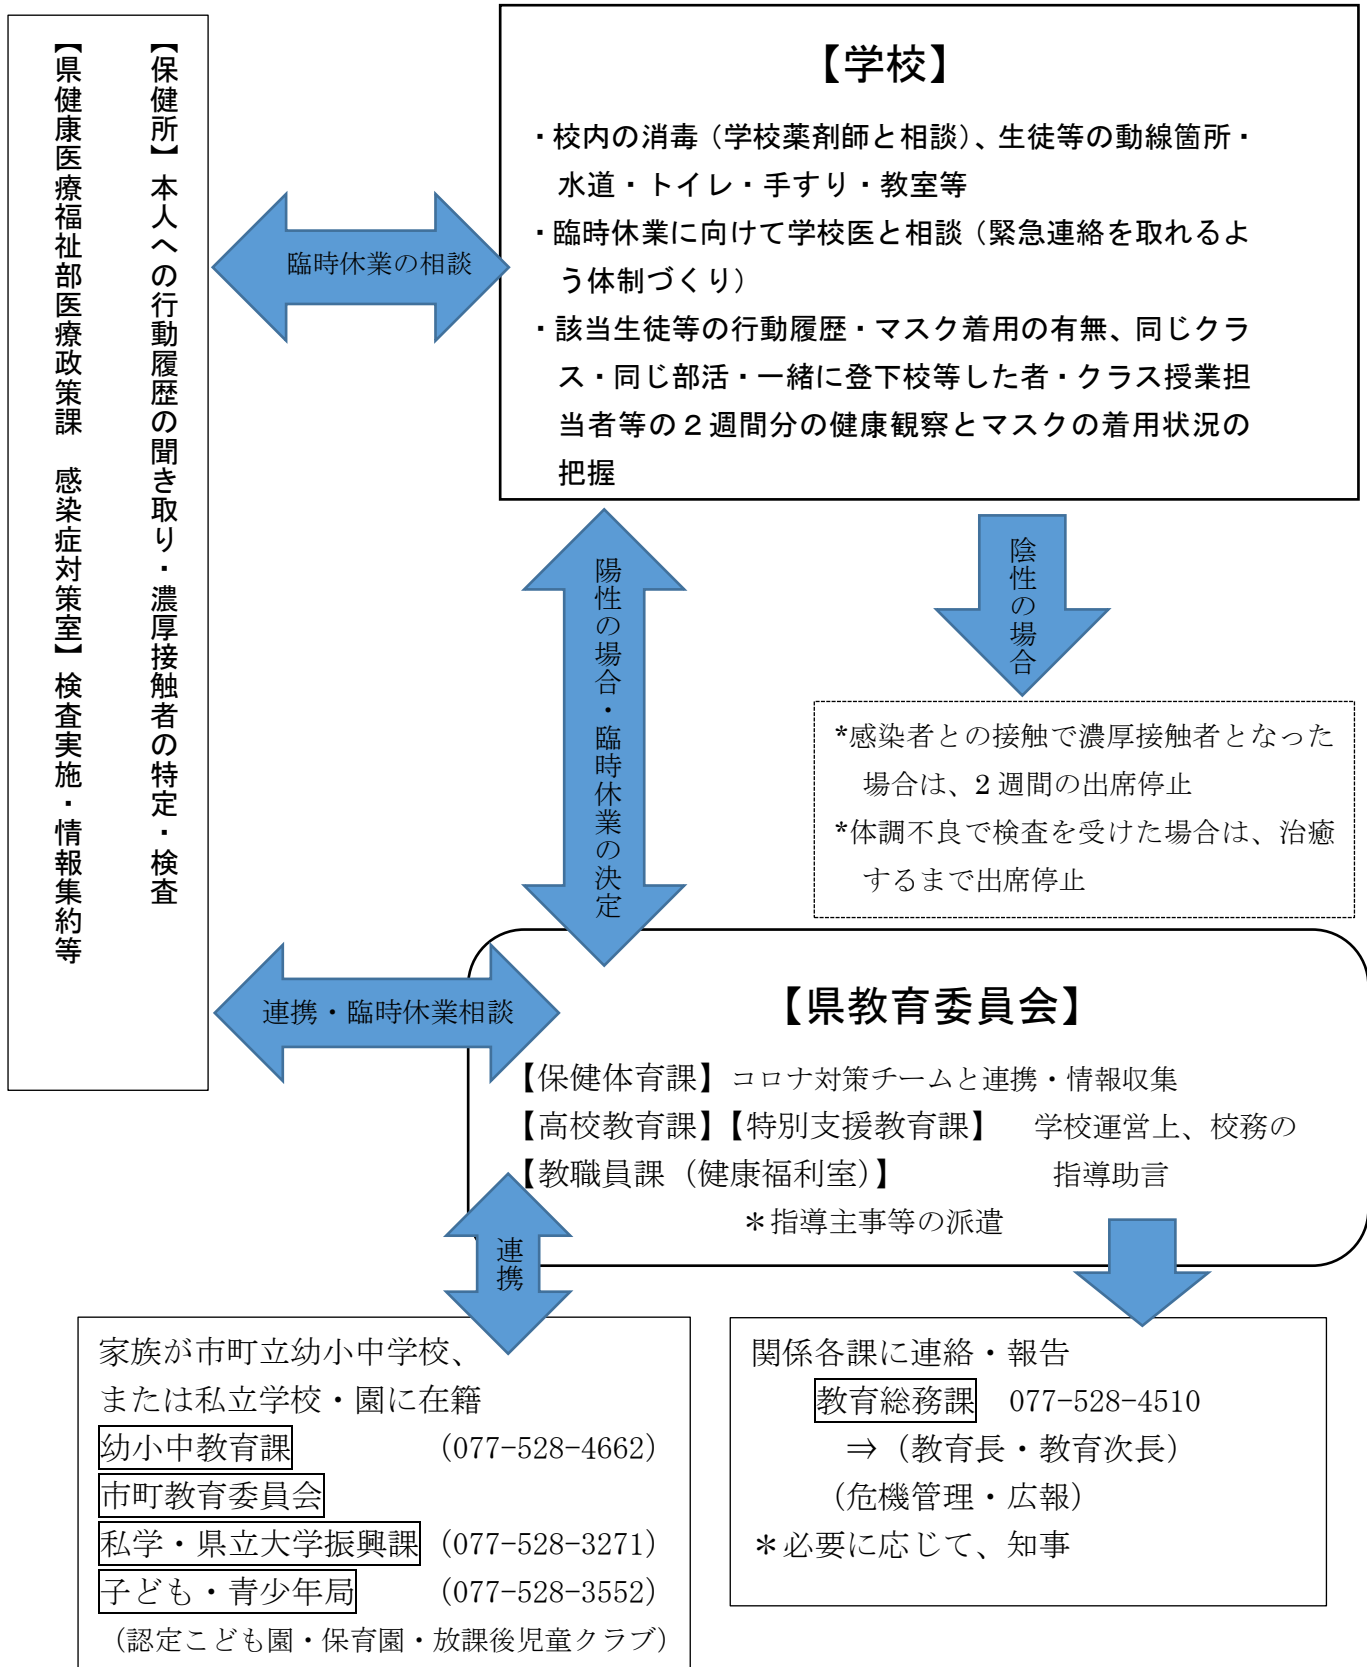 【保健所】本人への行動履歴の聞き取り・濃厚接触者の特定・検査
【県健康医療福祉部医療政策課　感染症対策室】検査実施・情報集約等
臨時休業の相談
【学校】
・校内の消毒（学校薬剤師と相談）、生徒等の動線箇所・
水道・トイレ・手すり・教室等
・臨時休業に向けて学校医と相談（緊急連絡を取れるよ
う体制づくり）
・該当生徒等の行動履歴・マスク着用の有無、同じクラ
ス・同じ部活・一緒に登下校等した者・クラス授業担
当者等の２週間分の健康観察とマスクの着用状況の
把握
陽性の場合・臨時休業の決定
陰性の場合
*感染者との接触で濃厚接触者となった
場合は、2 週間の出席停止
*体調不良で検査を受けた場合は、治癒
するまで出席停止
連携・臨時休業相談
【県教育委員会】
【保健体育課】コロナ対策チームと連携・情報収集
【高校教育課】【特別支援教育課】　学校運営上、校務の
【教職員課（健康福利室）】　指導助言
＊指導主事等の派遣
連携
家族が市町立幼小中学校、
または私立学校・園に在籍
幼小中教育課　（077-528-4662）
市町教育委員会
私学・県立大学振興課（077-528-3271）
子ども・青少年局　（077-528-3552）
（認定こども園・保育園・放課後児童クラブ）
関係各課に連絡・報告
教育総務課　077-528-4510
⇒（教育長・教育次長）
（危機管理・広報）
＊必要に応じて、知事